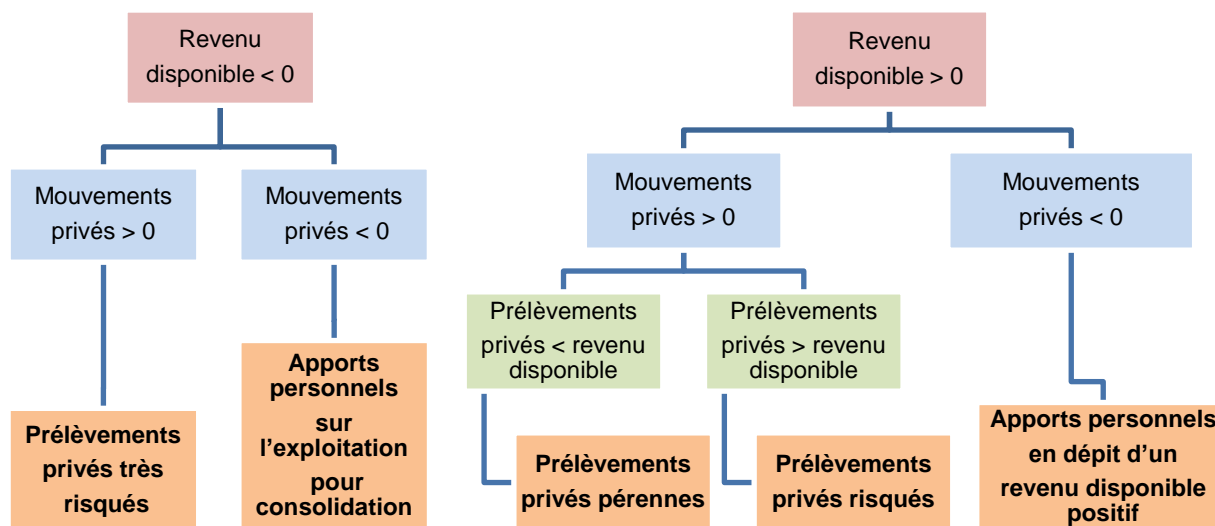 Revenu
disponible < 0
Revenu
disponible > 0
Mouvements
privés > 0
Mouvements
privés < 0
Mouvements
privés > 0
Mouvements
privés < 0
Prélèvements
privés < revenu
disponible
Prélèvements
privés > revenu
disponible
Prélèvements
privés très
risqués
Apports
personnels
sur
l’exploitation
pour
consolidation
Prélèvements
privés pérennes
Prélèvements
privés risqués
Apports personnels
en dépit d’un
revenu disponible
positif